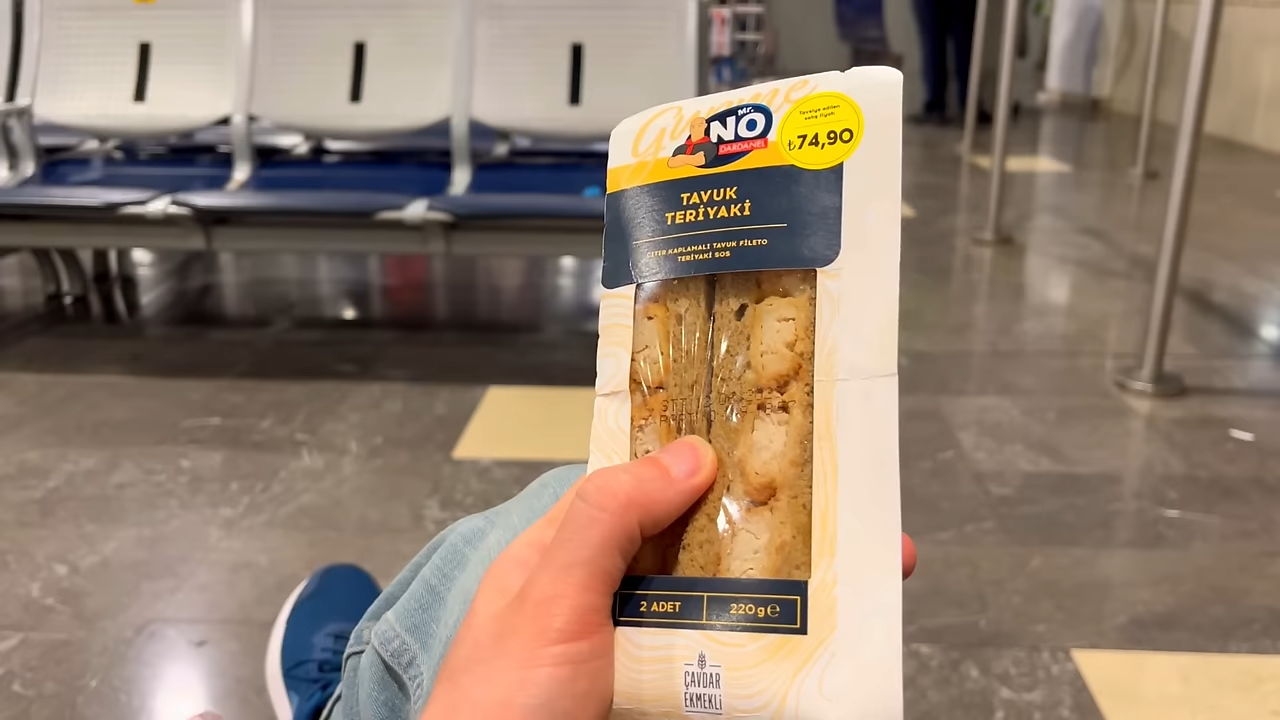 Gurme
Mr.
NO
DARDANEL
Tavsiye edilen
satış fiyatı
₺74,90
TAVUK
TERİYAKİ
ÇITIR KAPLAMALI TAVUK FİLETO
TERİYAKİ SOS
2 ADET
220 g ℮
ÇAVDAR
EKMEKLİ